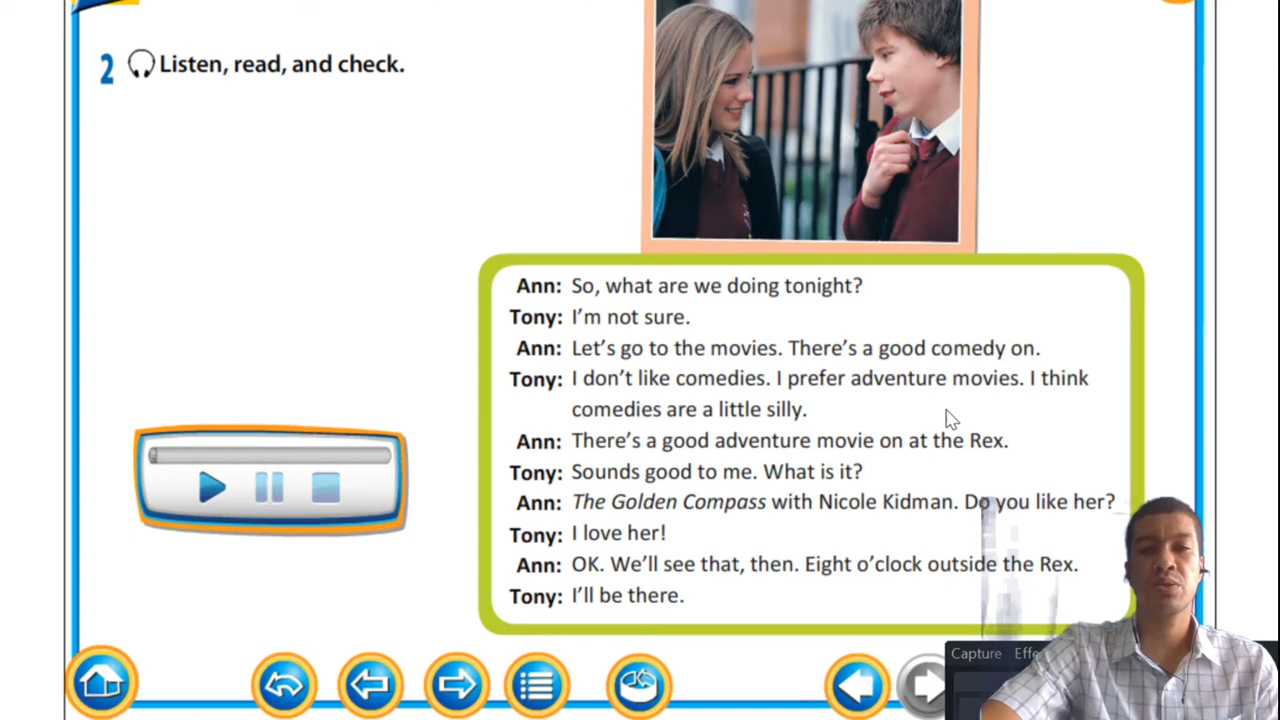 2 Listen, read, and check.
Ann: So, what are we doing tonight?
Tony: I'm not sure.
Ann: Let's go to the movies. There's a good comedy on.
Tony: I don't like comedies. I prefer adventure movies. I think
comedies are a little silly.
Ann: There's a good adventure movie on at the Rex.
Tony: Sounds good to me. What is it?
Ann: The Golden Compass with Nicole Kidman. Do you like her?
Tony: I love her!
Ann: OK. We'll see that, then. Eight o'clock outside the Rex.
Tony: I'll be there.
Capture